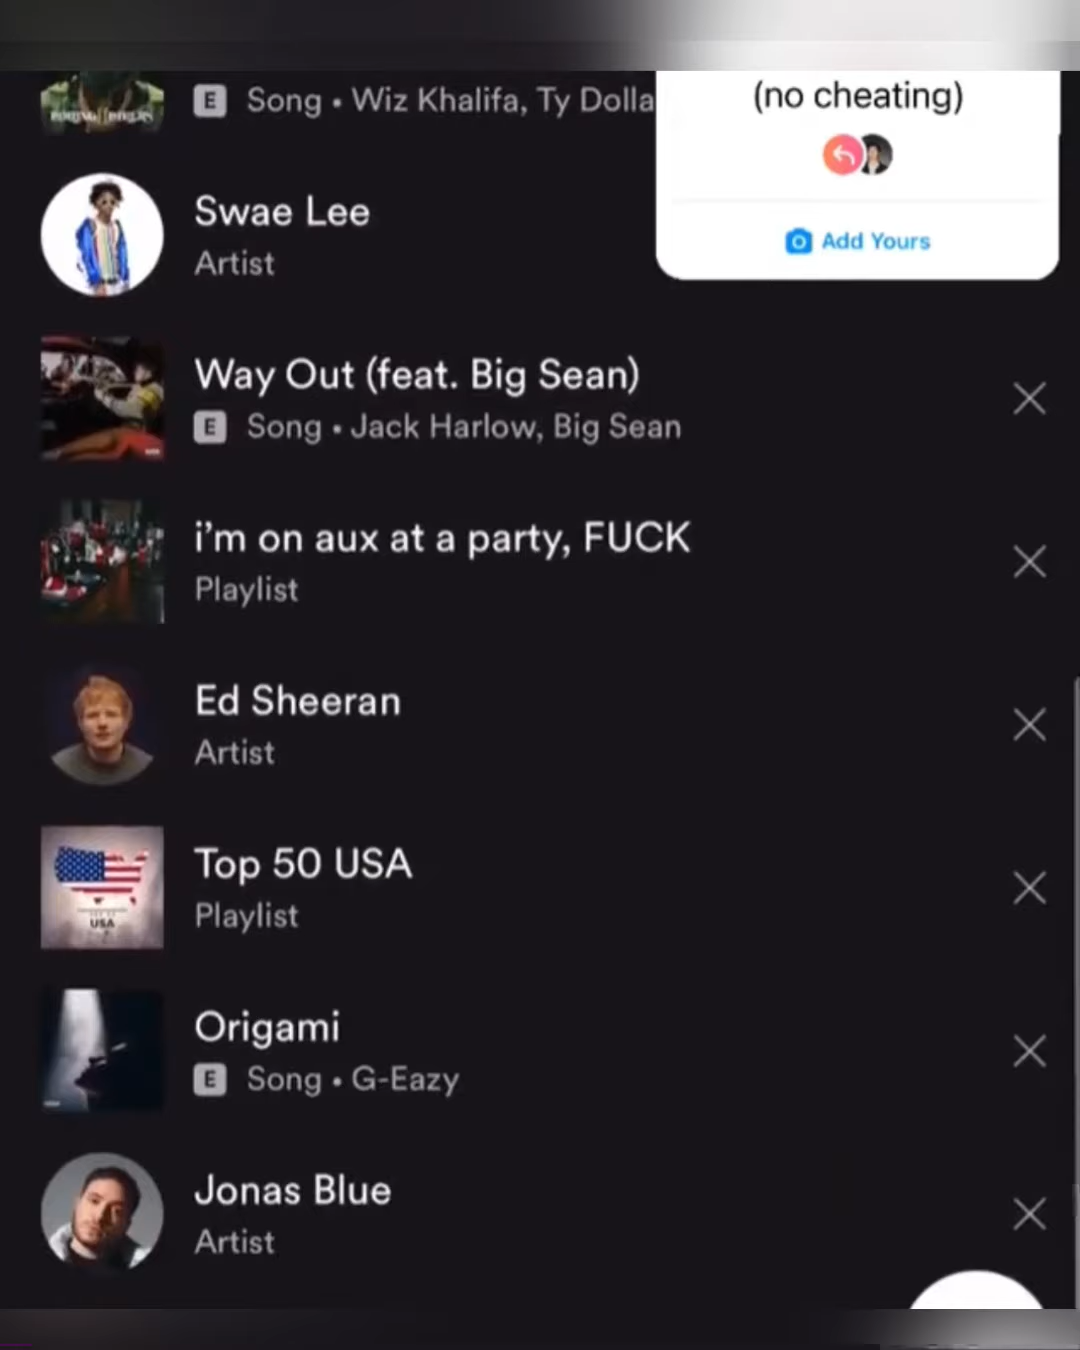 (no cheating)
E Song • Wiz Khalifa, Ty Dolla
Add Yours
Swae Lee
Artist
Way Out (feat. Big Sean)
E Song • Jack Harlow, Big Sean
i'm on aux at a party, FUCK
Playlist
Ed Sheeran
Artist
Top 50 USA
Playlist
USA
Origami
E Song • G-Eazy
Jonas Blue
Artist